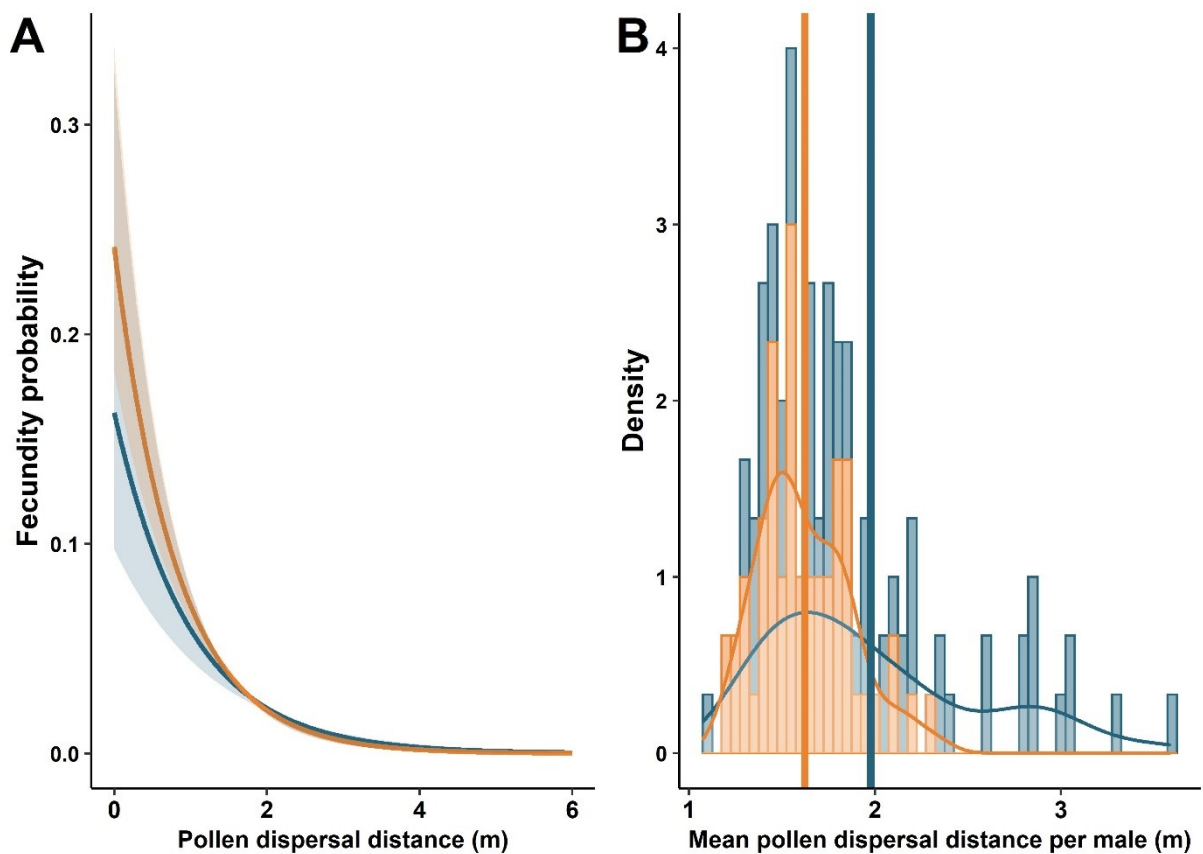 A
Fecundity probability
0.3
0.2
0.1
0.0
0
2
4
6
Pollen dispersal distance (m)
B
Density
4
3
2
1
0
1
2
3
Mean pollen dispersal distance per male (m)